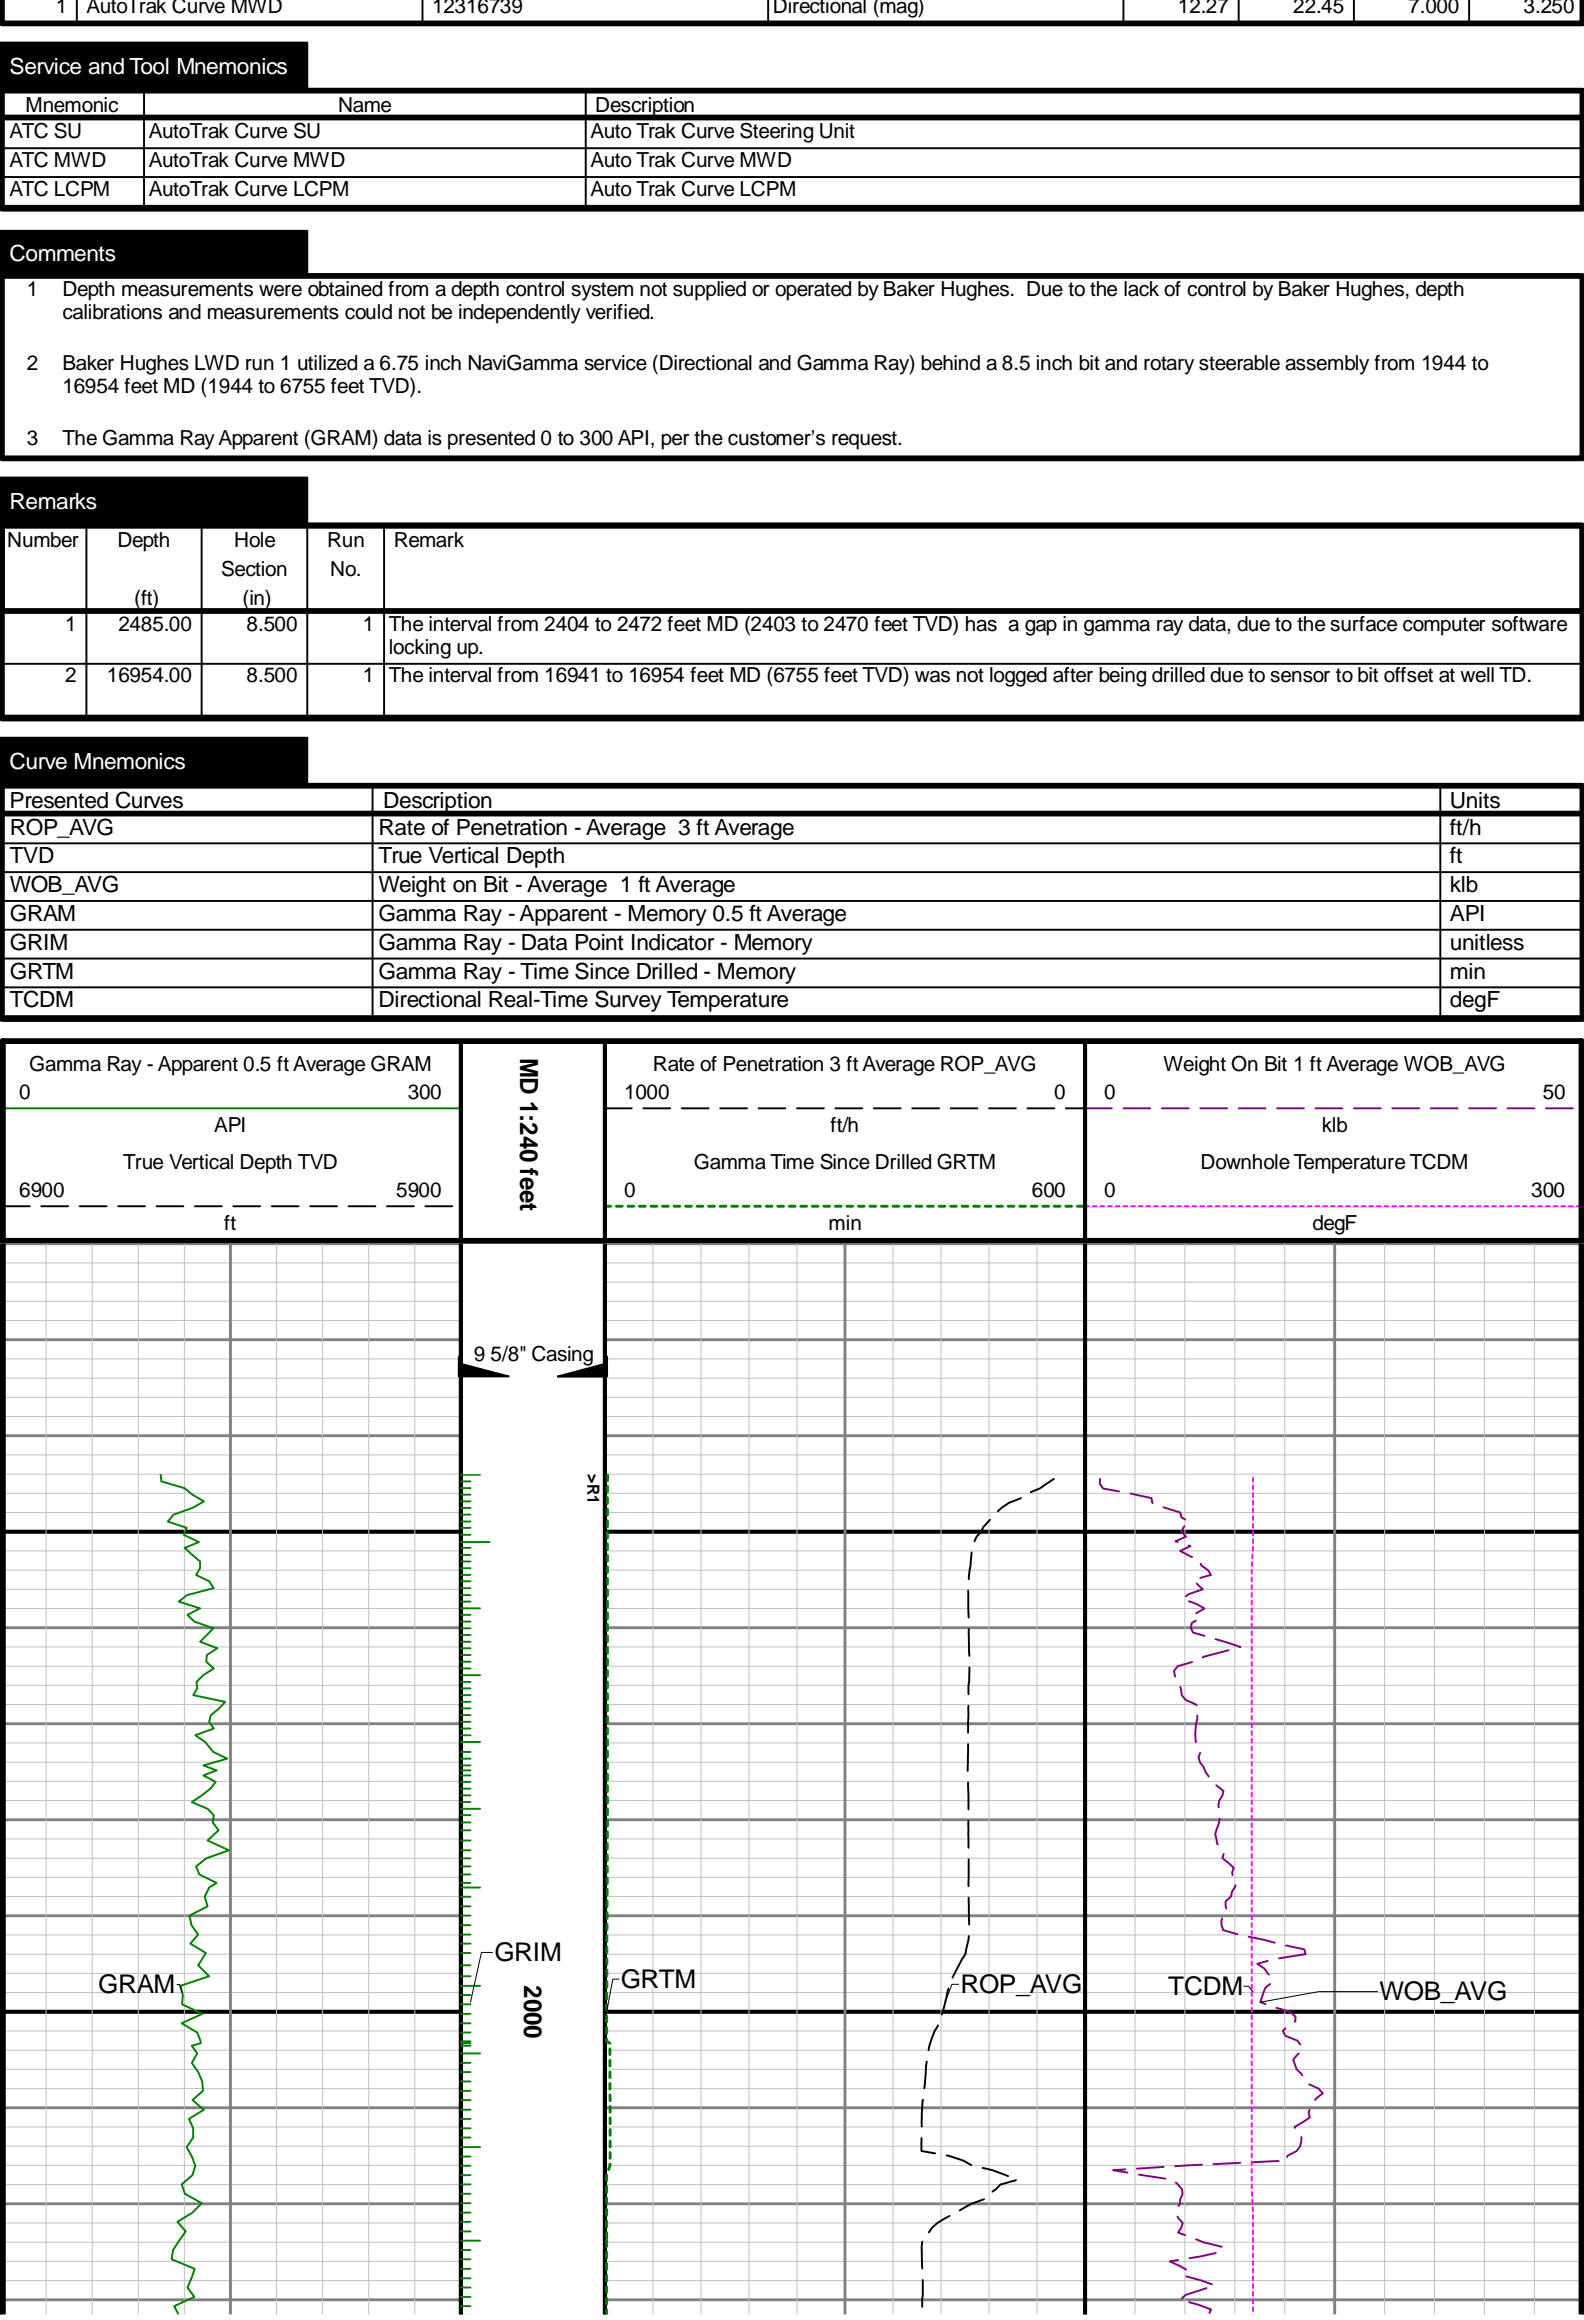 1 AutoTrak Curve MWD 12316739 Directional (mag) 12.27 22.45 7.000 3.250
Service and Tool Mnemonics
Mnemonic Name Description
ATC SU AutoTrak Curve SU Auto Trak Curve Steering Unit
ATC MWD AutoTrak Curve MWD Auto Trak Curve MWD
ATC LCPM AutoTrak Curve LCPM Auto Trak Curve LCPM
Comments
1 Depth measurements were obtained from a depth control system not supplied or operated by Baker Hughes. Due to the lack of control by Baker Hughes, depth
calibrations and measurements could not be independently verified.
2 Baker Hughes LWD run 1 utilized a 6.75 inch NaviGamma service (Directional and Gamma Ray) behind a 8.5 inch bit and rotary steerable assembly from 1944 to
16954 feet MD (1944 to 6755 feet TVD).
3 The Gamma Ray Apparent (GRAM) data is presented 0 to 300 API, per the customer's request.
Remarks
Number Depth Hole Run Remark
Section No.
(ft) (in)
1 2485.00 8.500 1 The interval from 2404 to 2472 feet MD (2403 to 2470 feet TVD) has a gap in gamma ray data, due to the surface computer software
locking up.
2 16954.00 8.500 1 The interval from 16941 to 16954 feet MD (6755 feet TVD) was not logged after being drilled due to sensor to bit offset at well TD.
Curve Mnemonics
Presented Curves Description Units
ROP_AVG Rate of Penetration - Average 3 ft Average ft/h
TVD True Vertical Depth ft
WOB_AVG Weight on Bit - Average 1 ft Average klb
GRAM Gamma Ray - Apparent - Memory 0.5 ft Average API
GRIM Gamma Ray - Data Point Indicator - Memory unitless
GRTM Gamma Ray - Time Since Drilled - Memory min
TCDM Directional Real-Time Survey Temperature degF
Gamma Ray - Apparent 0.5 ft Average GRAM
0 300
API
True Vertical Depth TVD
6900 5900
ft
MD 1:240 feet
Rate of Penetration 3 ft Average ROP_AVG
1000 0
ft/h
Gamma Time Since Drilled GRTM
0 600
min
Weight On Bit 1 ft Average WOB_AVG
0 50
klb
Downhole Temperature TCDM
0 300
degF
9 5/8" Casing
>R1
GRAM
GRIM
2000
GRTM
ROP_AVG
TCDM
WOB_AVG